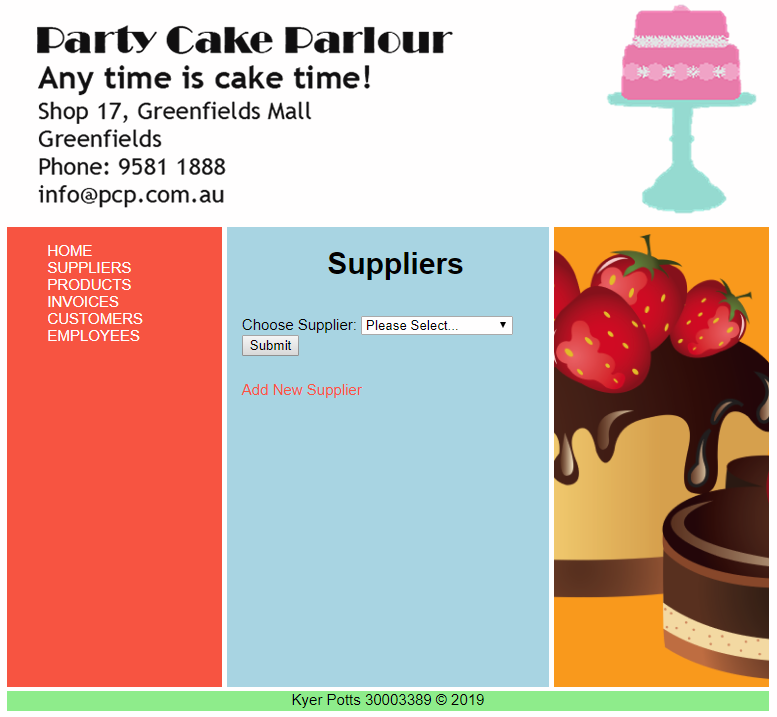 Party Cake Parlour
Any time is cake time!
Shop 17, Greenfields Mall
Greenfields
Phone: 9581 1888
info@pcp.com.au
HOME
SUPPLIERS
PRODUCTS
INVOICES
CUSTOMERS
EMPLOYEES
Suppliers
Choose Supplier: Please Select...
Submit
Add New Supplier
Kyer Potts 30003389 © 2019